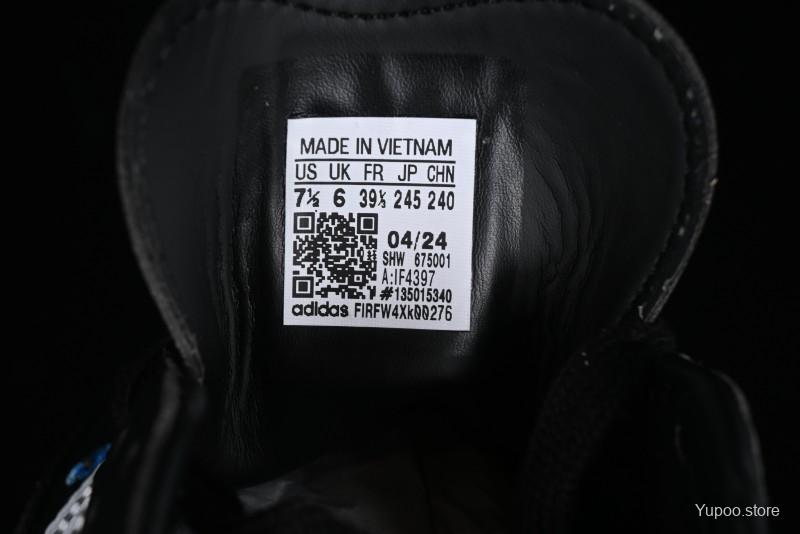 MADE IN VIETNAM
US UK FR JP CHN
7½ 6 39⅓ 245 240
04/24
SHW 675001
A:IF4397
#135015340
adidas FIRFW4Xk00276
Yupoo.store